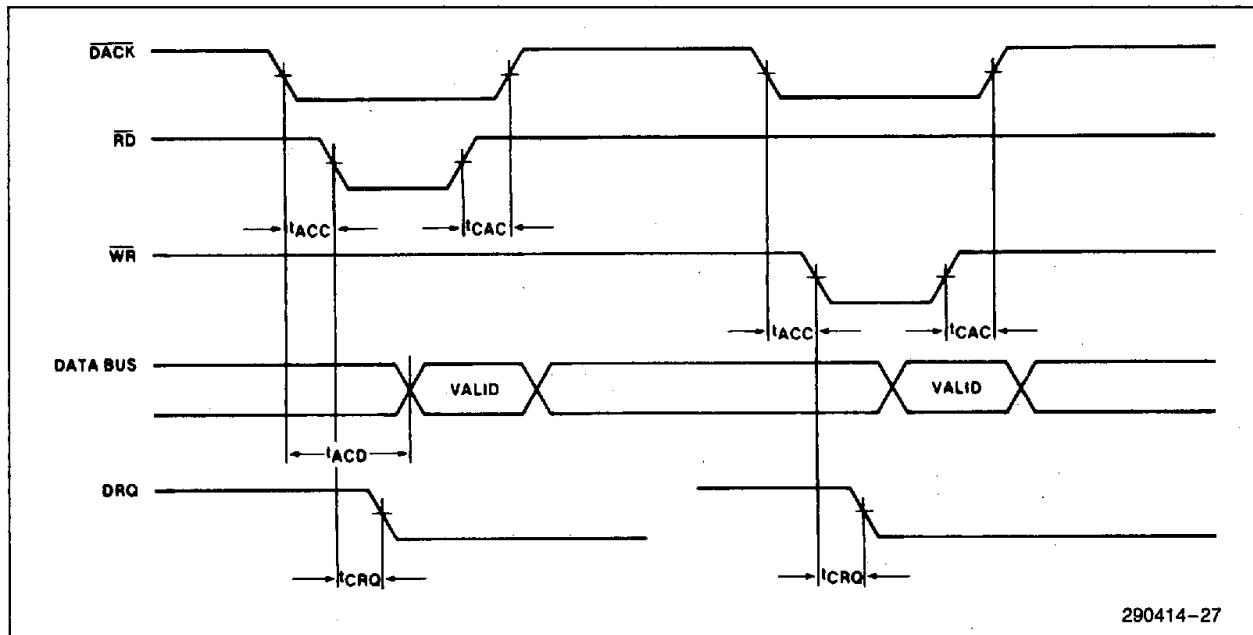 DACK
RD
tACC
tCAC
WR
tACC
tCAC
DATA BUS
VALID
VALID
tACD
DRQ
tCRQ
tCRQ
290414-27